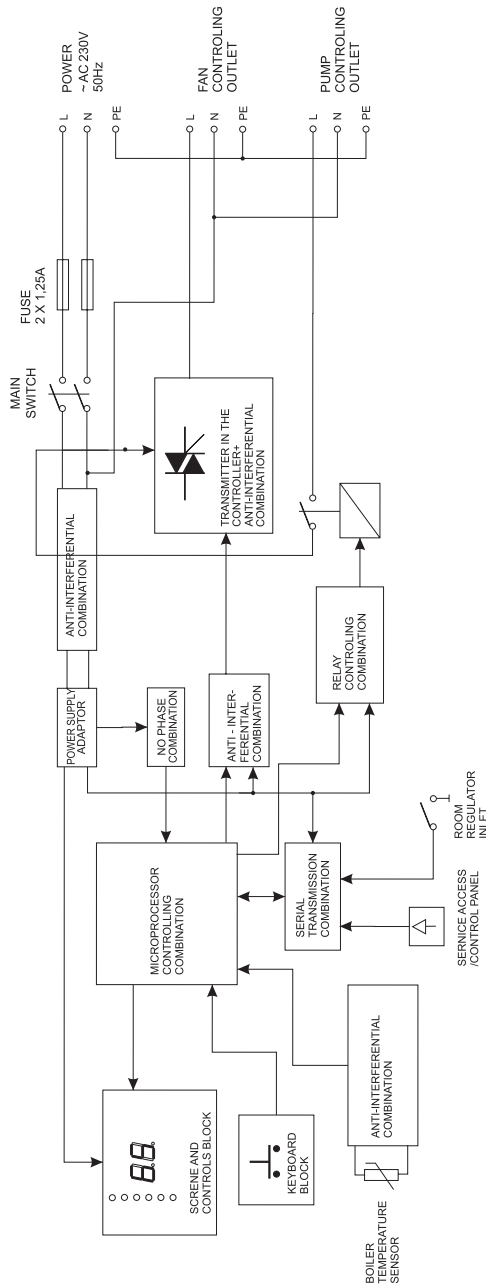 POWER
~ AC 230V
50Hz
L
N
PE
FAN
CONTROLING
OUTLET
L
N
PE
PUMP
CONTROLING
OUTLET
L
N
PE
FUSE
2 X 1,25A
MAIN
SWITCH
ANTI-INTERFERENTIAL
COMBINATION
TRANSMITTER IN THE
CONTROLLER+
ANTI-INTERFERENTIAL
COMBINATION
POWER SUPPLY
ADAPTOR
NO PHASE
COMBINATION
ANTI - INTER-
FERENTIAL
COMBINATION
RELAY
CONTROLING
COMBINATION
MICROPROCESSOR
CONTROLLING
COMBINATION
SERIAL
TRANSMISSION
COMBINATION
ROOM
REGULATOR
INLET
SERNICE ACCESS
/CONTROL PANEL
88.
SCRENE AND
CONTROLS BLOCK
KEYBOARD
BLOCK
ANTI-INTERFERENTIAL
COMBINATION
BOILER
TEMPERATURE
SENSOR